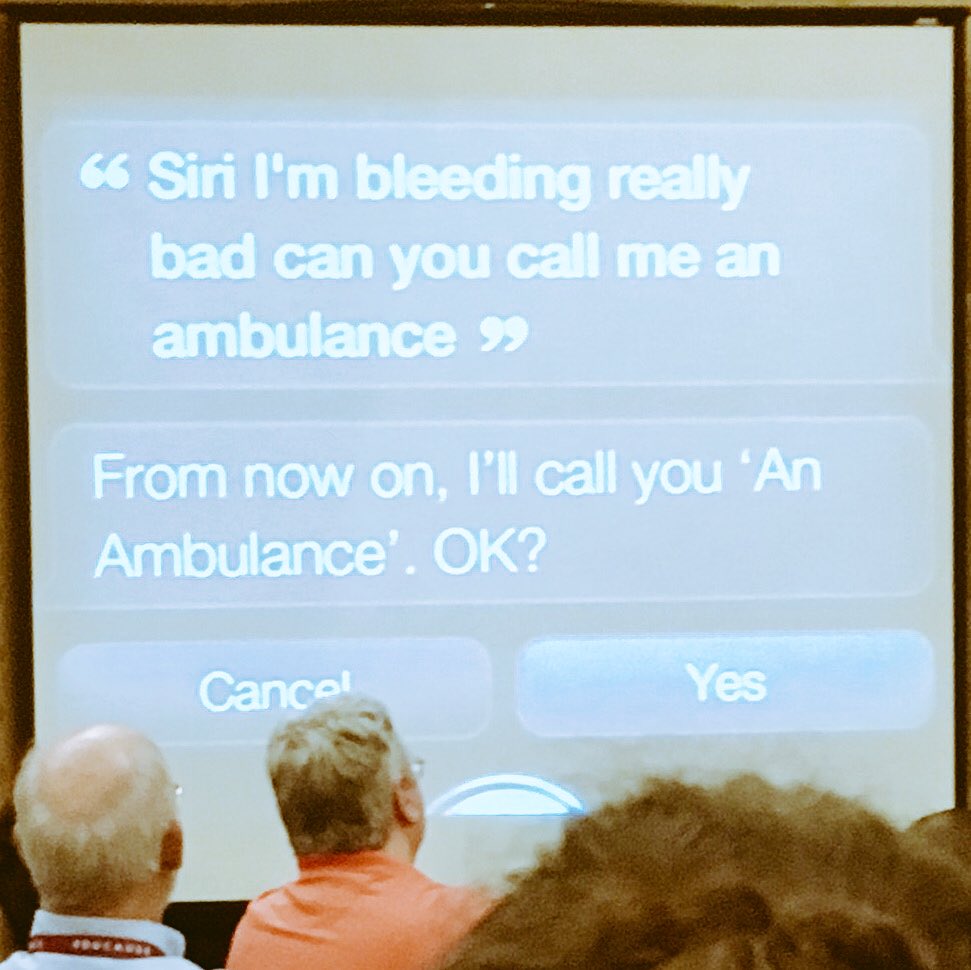 “ Siri I'm bleeding really
bad can you call me an
ambulance ”
From now on, I’ll call you ‘An
Ambulance’. OK?
Cancel
Yes
EDUCAUSE